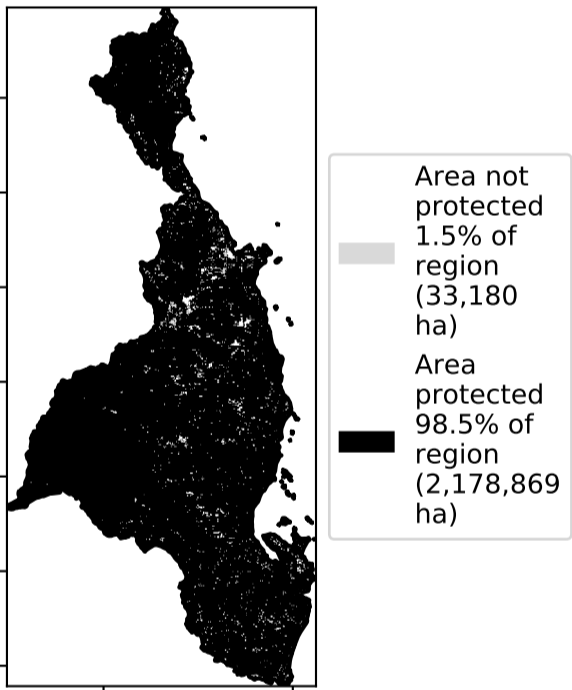 Area not
protected
1.5% of
region
(33,180
ha)
Area
protected
98.5% of
region
(2,178,869
ha)